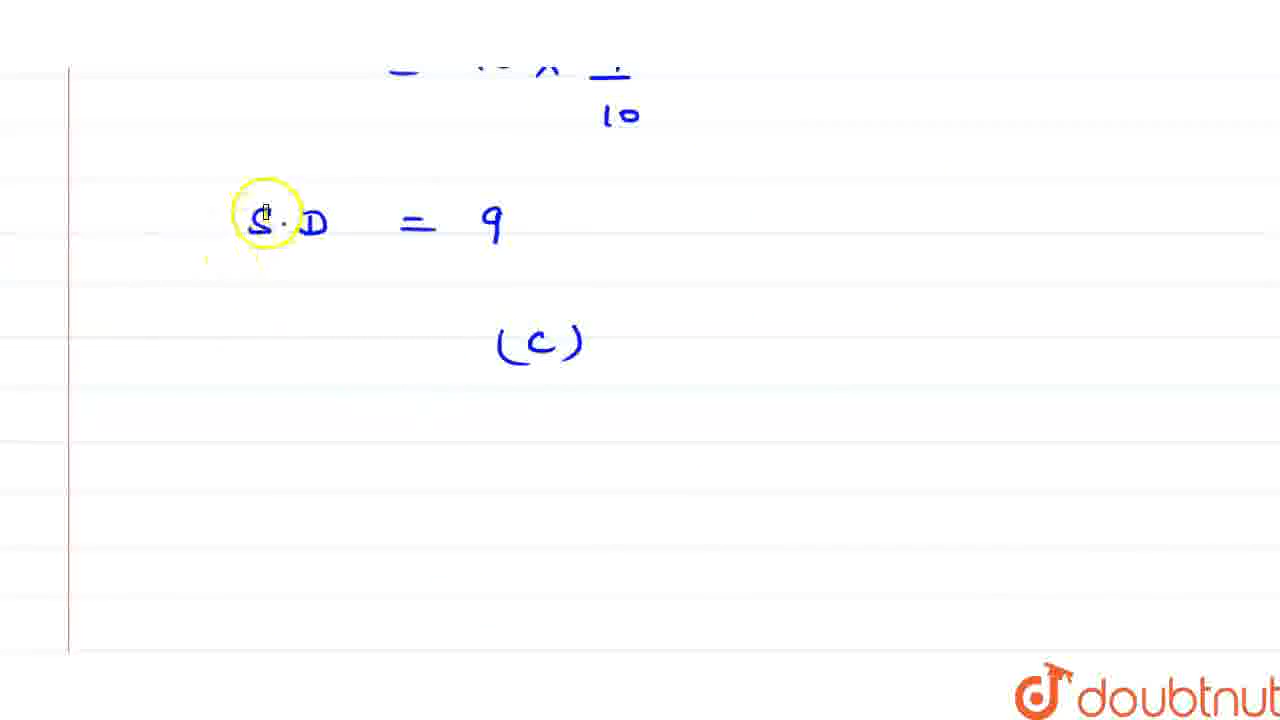 =
10
S.D = 9
(C)
doubtnut